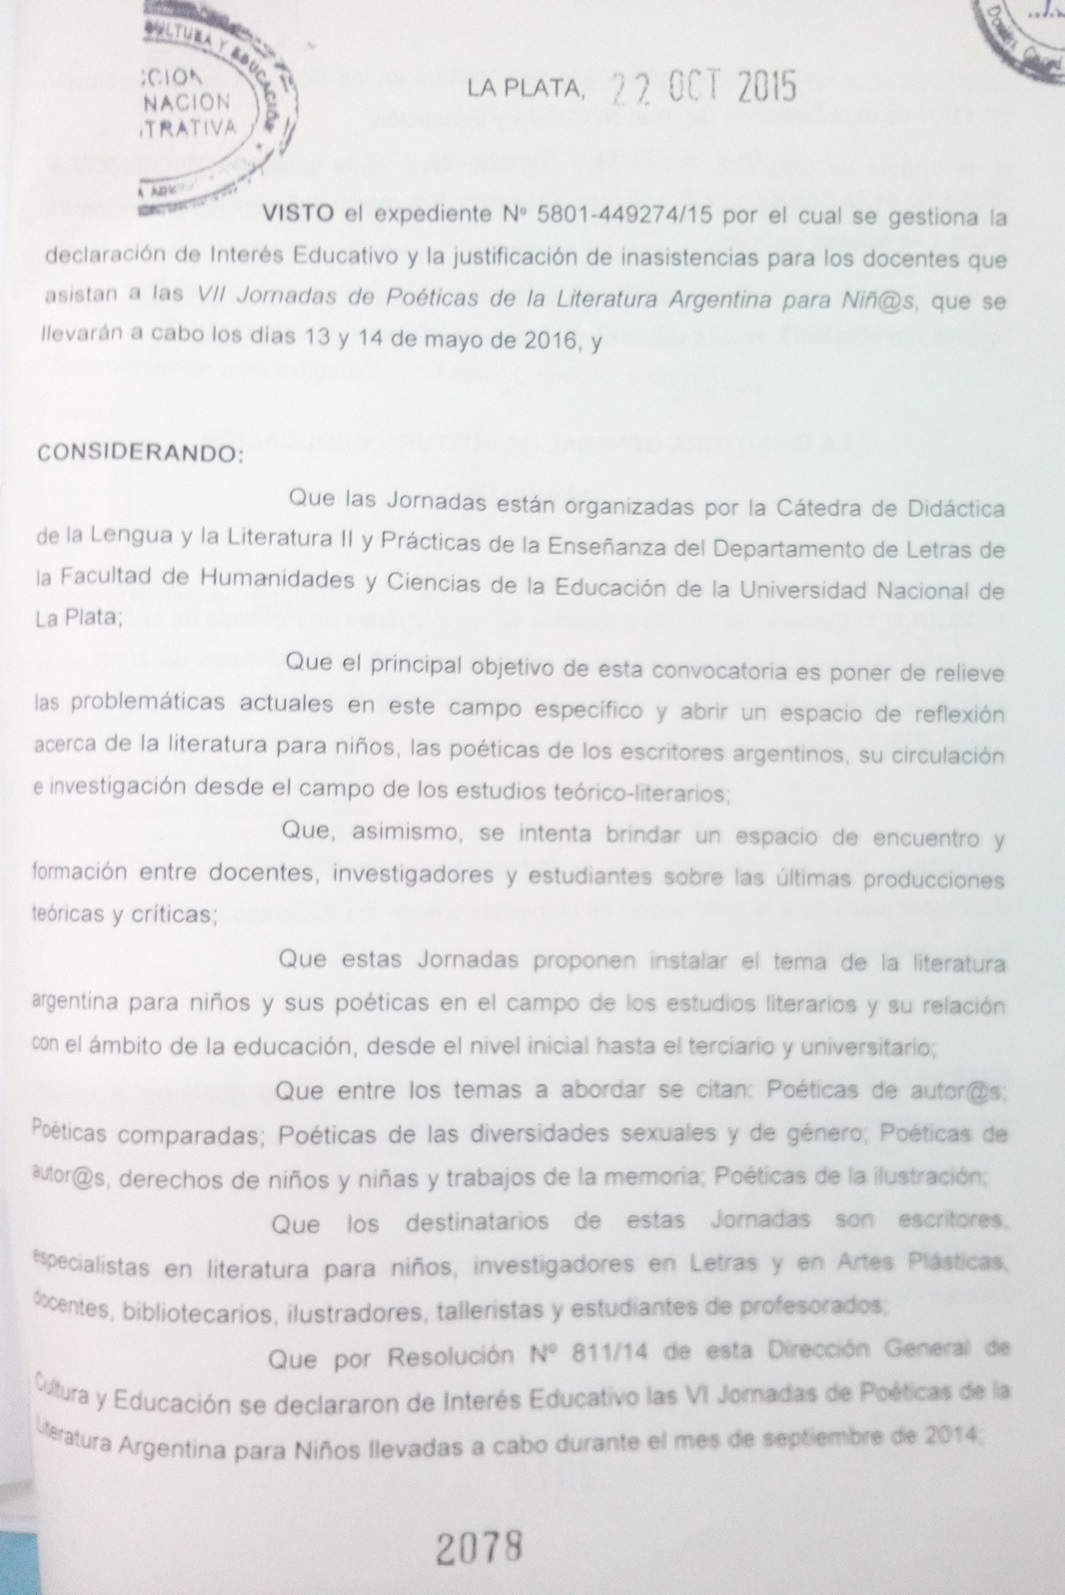 CULTURA Y EDUCACIÓN
CCION
NACION
TRATIVA
LA PLATA, 22 OCT 2015
VISTO el expediente Nº 5801-449274/15 por el cual se gestiona la
declaración de Interés Educativo y la justificación de inasistencias para los docentes que
asistan a las VII Jornadas de Poéticas de la Literatura Argentina para Niñ@s, que se
llevarán a cabo los días 13 y 14 de mayo de 2016, y
CONSIDERANDO:
Que las Jornadas están organizadas por la Cátedra de Didáctica
de la Lengua y la Literatura II y Prácticas de la Enseñanza del Departamento de Letras de
la Facultad de Humanidades y Ciencias de la Educación de la Universidad Nacional de
La Plata;
Que el principal objetivo de esta convocatoria es poner de relieve
las problemáticas actuales en este campo específico y abrir un espacio de reflexión
acerca de la literatura para niños, las poéticas de los escritores argentinos, su circulación
e investigación desde el campo de los estudios teórico-literarios;
Que, asimismo, se intenta brindar un espacio de encuentro y
formación entre docentes, investigadores y estudiantes sobre las últimas producciones
teóricas y críticas;
Que estas Jornadas proponen instalar el tema de la literatura
argentina para niños y sus poéticas en el campo de los estudios literarios y su relación
con el ámbito de la educación, desde el nivel inicial hasta el terciario y universitario;
Que entre los temas a abordar se citan: Poéticas de autor@s;
Poéticas comparadas; Poéticas de las diversidades sexuales y de género; Poéticas de
autor@s, derechos de niños y niñas y trabajos de la memoria; Poéticas de la ilustración;
Que los destinatarios de estas Jornadas son escritores,
especialistas en literatura para niños, investigadores en Letras y en Artes Plásticas,
docentes, bibliotecarios, ilustradores, talleristas y estudiantes de profesorados;
Que por Resolución Nº 811/14 de esta Dirección General de
Cultura y Educación se declararon de Interés Educativo las VI Jornadas de Poéticas de la
Literatura Argentina para Niños llevadas a cabo durante el mes de septiembre de 2014;
2078